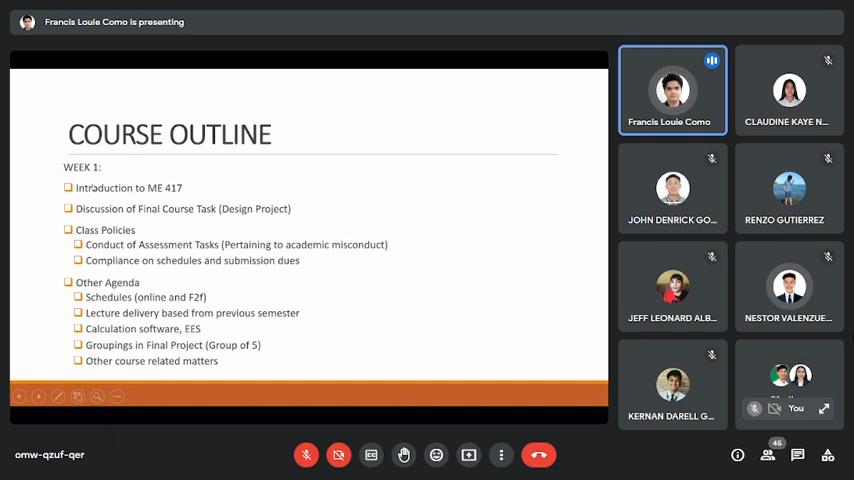 Francis Louie Como is presenting
COURSE OUTLINE
WEEK 1:
Intrduction to ME 417
Discussion of Final Course Task (Design Project)
Class Policies
Conduct of Assessment Tasks (Pertaining to academic misconduct)
Compliance on schedules and submission dues
Other Agenda
Schedules (online and F2f)
Lecture delivery based from previous semester
Calculation software, EES
Groupings in Final Project (Group of 5)
Other course related matters
Francis Louie Como
CLAUDINE KAYE N...
JOHN DENRICK GO...
RENZO GUTIERREZ
JEFF LEONARD ALB...
NESTOR VALENZUE...
KERNAN DARELL G...
You
omw-qzuf-qer
45